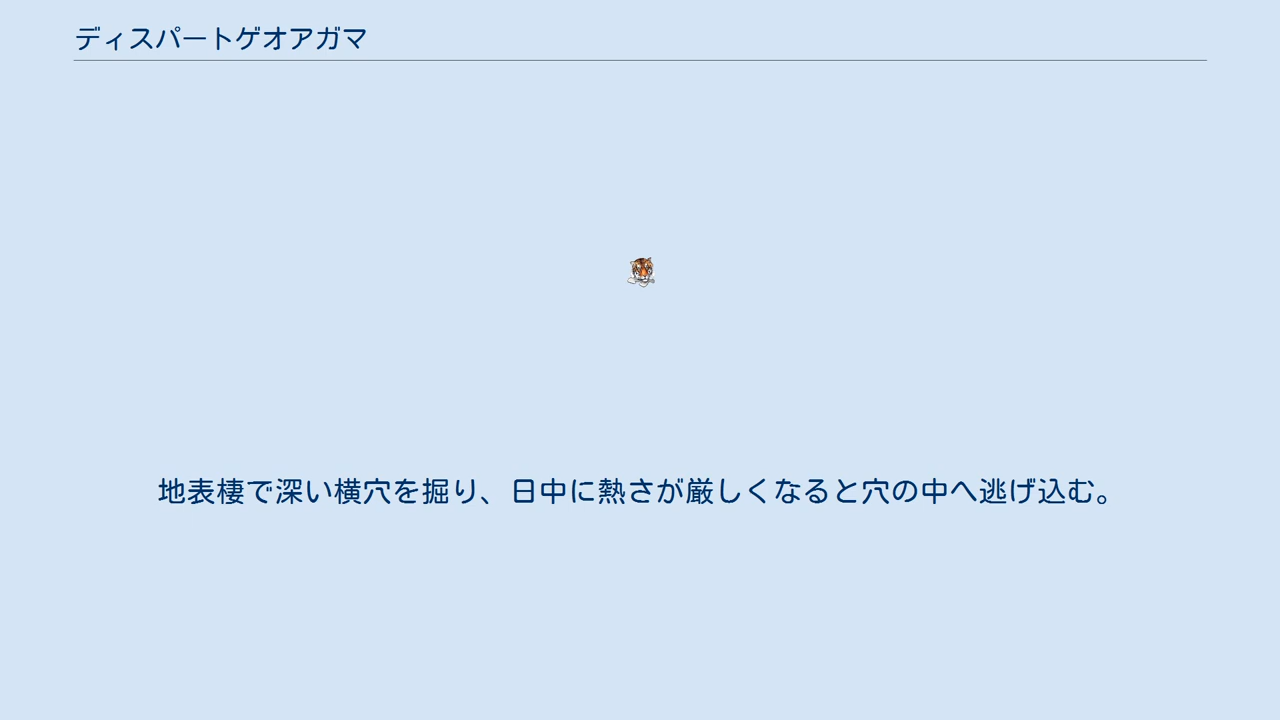 ディスパートゲオアガマ
地表棲で深い横穴を掘り、日中に熱さが厳しくなると穴の中へ逃げ込む。